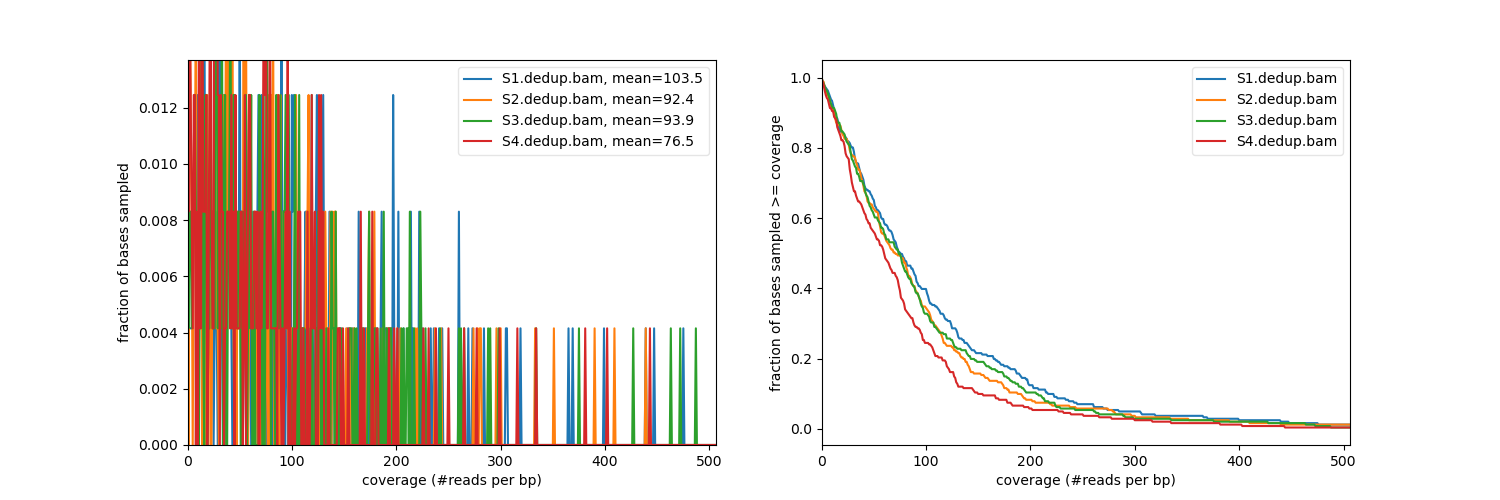 S1.dedup.bam, mean=103.5
S2.dedup.bam, mean=92.4
S3.dedup.bam, mean=93.9
S4.dedup.bam, mean=76.5
fraction of bases sampled
0.012
0.010
0.008
0.006
0.004
0.002
0.000
0 100 200 300 400 500
coverage (#reads per bp)
S1.dedup.bam
S2.dedup.bam
S3.dedup.bam
S4.dedup.bam
fraction of bases sampled >= coverage
1.0
0.8
0.6
0.4
0.2
0.0
0 100 200 300 400 500
coverage (#reads per bp)